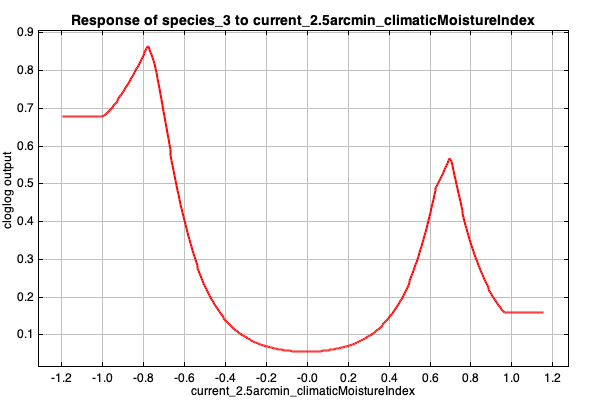 Response of species_3 to current_2.5arcmin_climaticMoistureIndex
0.9
0.8
0.7
0.6
0.5
0.4
0.3
0.2
0.1
cloglog output
-1.2 -1.0 -0.8 -0.6 -0.4 -0.2 -0.0 0.2 0.4 0.6 0.8 1.0 1.2
current_2.5arcmin_climaticMoistureIndex